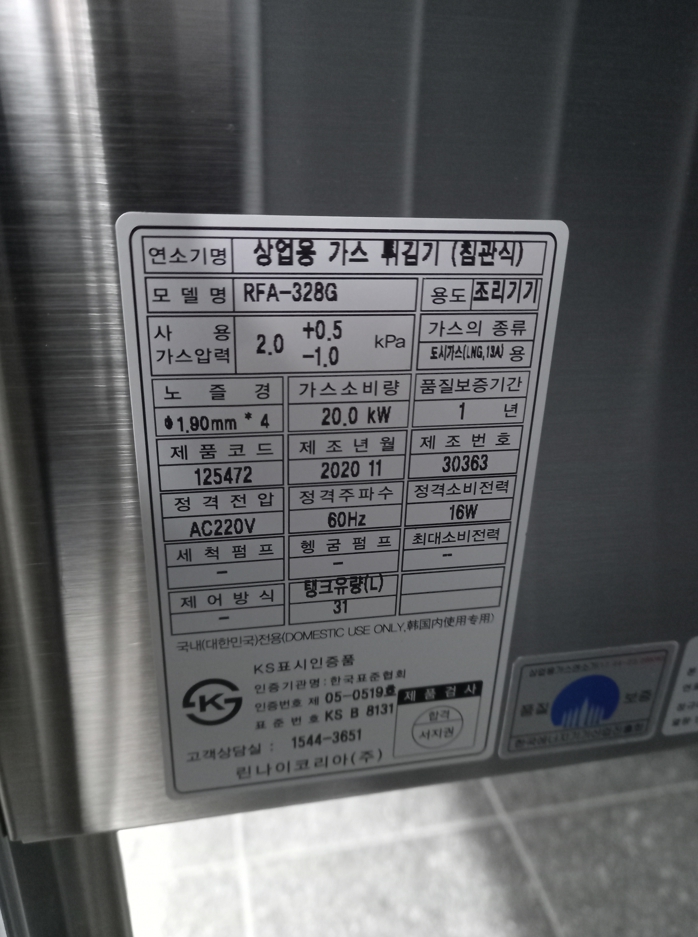 연소기명 상업용 가스 튀김기 (침관식)
모 델 명 RFA-328G 용도 조리기기
사 용 가스압력 2.0 +0.5 -1.0 kPa 가스의 종류
도시가스(LNG,13A) 용
노 즐 경 가스소비량 품질보증기간
ϕ1.90mm * 4 20.0 kW 1 년
제 품 코 드 제 조 년 월 제 조 번 호
125472 2020 11 30363
정 격 전 압 정격주파수 정격소비전력
AC220V 60Hz 16W
세 척 펌 프 헹 굼 펌 프 최대소비전력
- - -
제 어 방 식 탱크유량(L)
- 31
국내(대한민국)전용(DOMESTIC USE ONLY,韩国内使用专用)
KS표시인증품
인증기관명 : 한국표준협회
인증번호 제 05-0519호
표 준 번 호 KS B 8131
제 품 검 사
합격
서지권
고객상담실 : 1544-3651
린나이코리아(주)
품질 보증